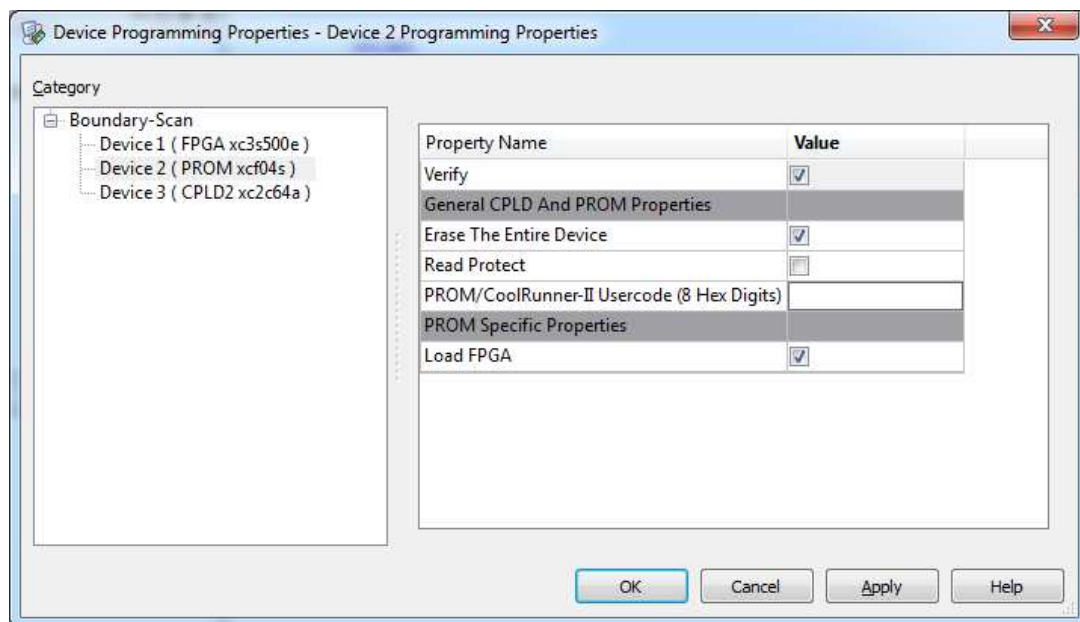 Device Programming Properties - Device 2 Programming Properties
Category
Boundary-Scan
Device 1 ( FPGA xc3s500e )
Device 2 ( PROM xcf04s )
Device 3 ( CPLD2 xc2c64a )
Property Name Value
Verify
General CPLD And PROM Properties
Erase The Entire Device
Read Protect
PROM/CoolRunner-II Usercode (8 Hex Digits)
PROM Specific Properties
Load FPGA
OK Cancel Apply Help